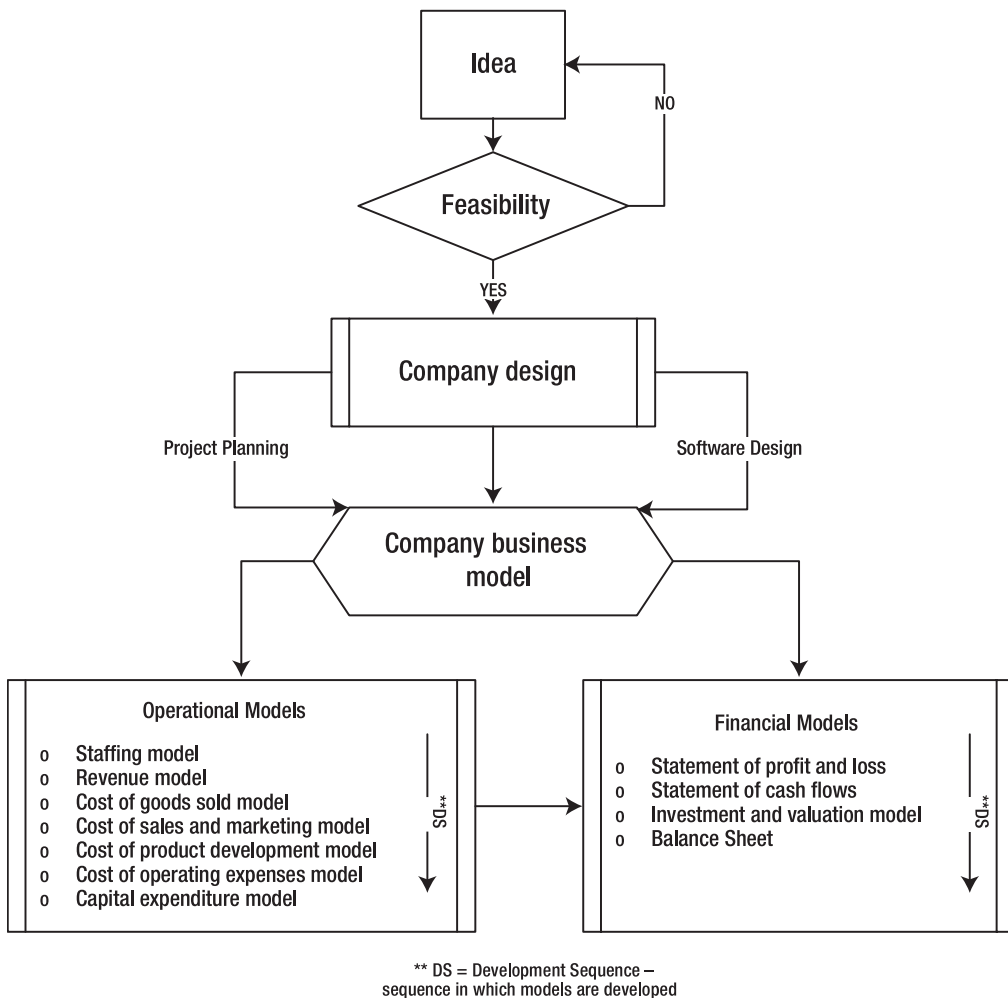 Idea
NO
Feasibility
YES
Company design
Project Planning
Software Design
Company business
model
Operational Models
o Staffing model
o Revenue model
o Cost of goods sold model
o Cost of sales and marketing model
o Cost of product development model
o Cost of operating expenses model
o Capital expenditure model
**DS
Financial Models
o Statement of profit and loss
o Statement of cash flows
o Investment and valuation model
o Balance Sheet
**DS
** DS = Development Sequence –
sequence in which models are developed